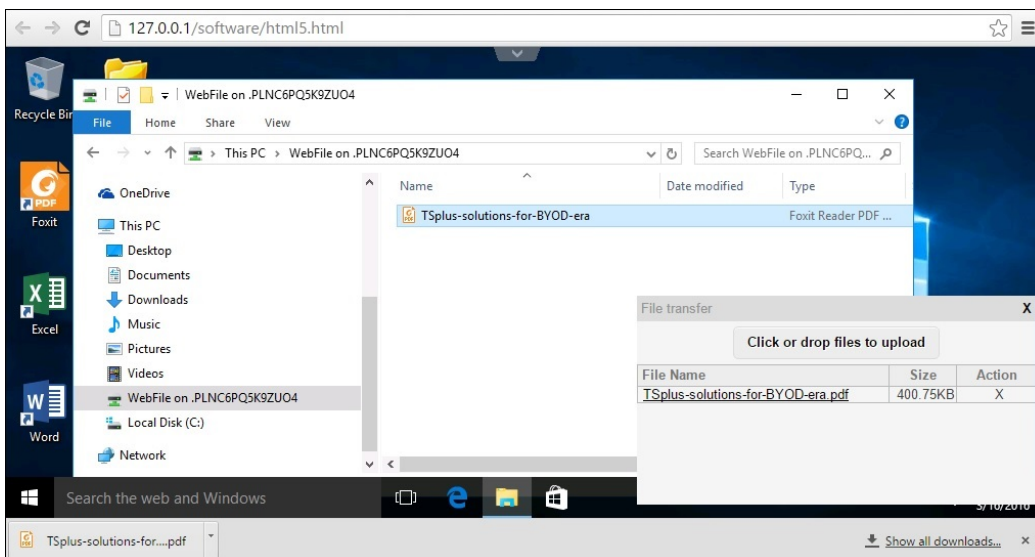 127.0.0.1/software/html5.html
Recycle Bin
WebFile on .PLNC6PQ5K9ZUO4
File Home Share View
This PC > WebFile on .PLNC6PQ5K9ZUO4
Search WebFile on .PLNC6PQ...
OneDrive
This PC
Desktop
Documents
Downloads
Music
Pictures
Videos
WebFile on .PLNC6PQ5K9ZUO4
Local Disk (C:)
Network
Name Date modified Type
TSplus-solutions-for-BYOD-era Foxit Reader PDF ...
PDF
Foxit
Excel
Word
File transfer X
Click or drop files to upload
File Name Size Action
TSplus-solutions-for-BYOD-era.pdf 400.75KB X
Search the web and Windows
3/16/2016
TSplus-solutions-for....pdf
Show all downloads...